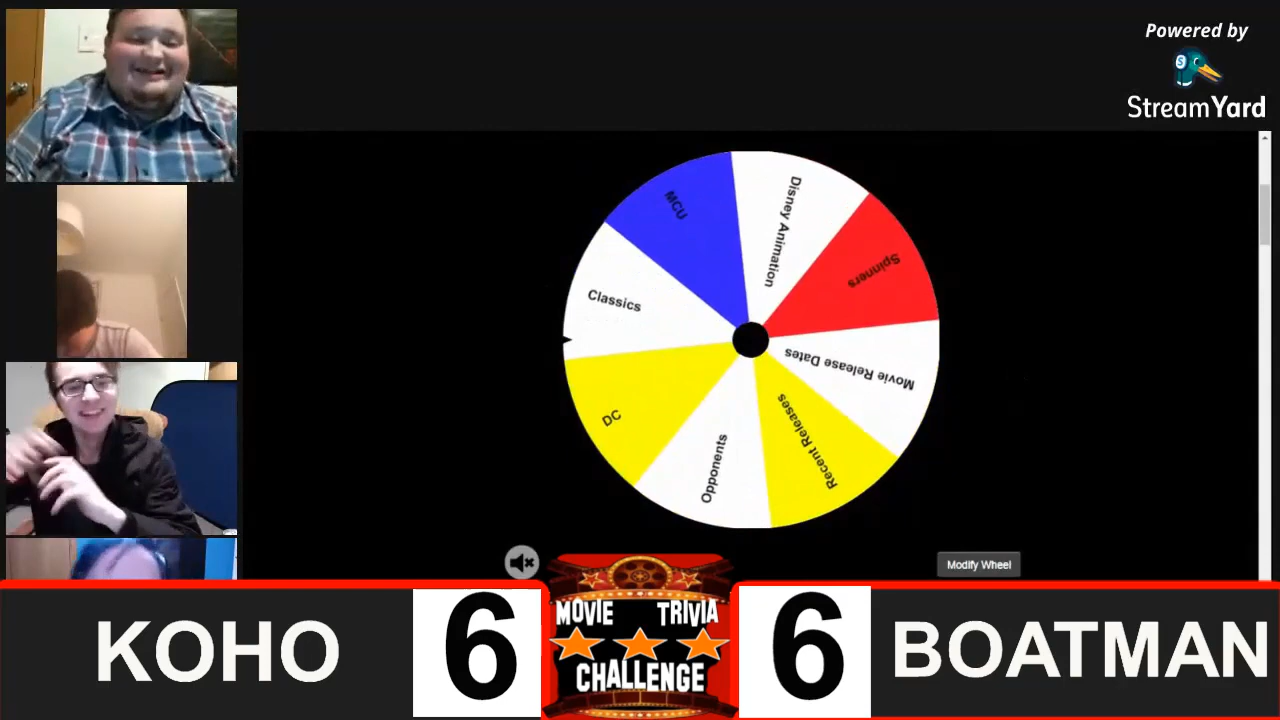 Powered by
S
StreamYard
MCU
Disney Animation
Spinners
Classics
Movie Release Dates
DC
Opponents
Recent Releases
Modify Wheel
KOHO
6
MOVIE TRIVIA
CHALLENGE
6
BOATMAN